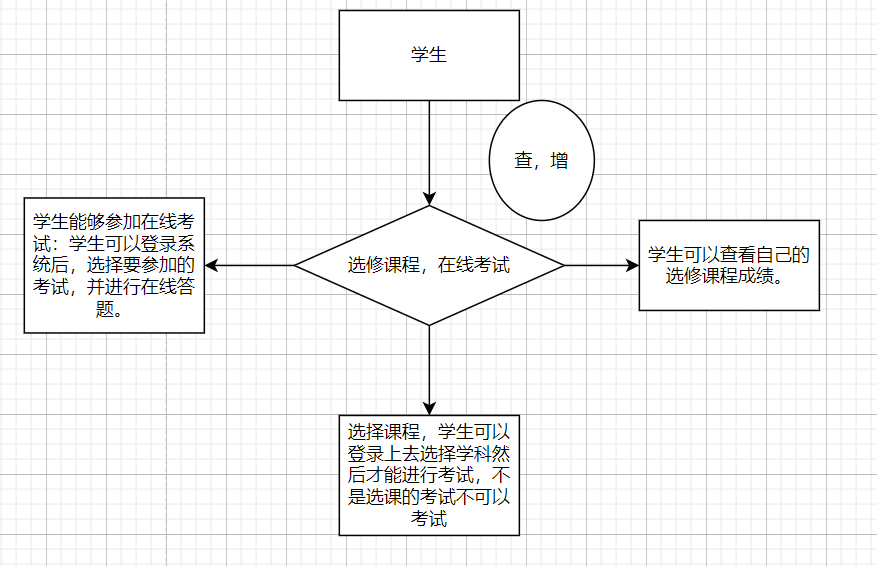 学生
查，增
学生能够参加在线考
试：学生可以登录系
统后，选择要参加的
考试，并进行在线答
题。
选修课程，在线考试
学生可以查看自己的
选修课程成绩。
选择课程，学生可以
登录上去选择学科然
后才能进行考试，不
是选课的考试不可以
考试